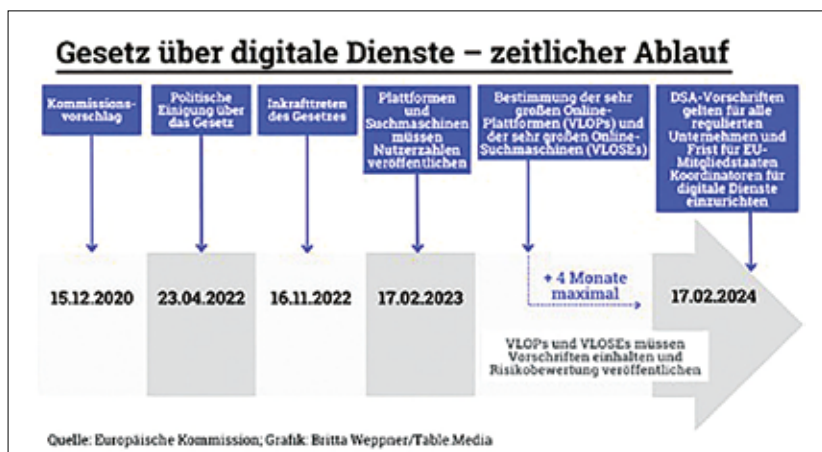 Gesetz über digitale Dienste – zeitlicher Ablauf
Kommissions-
vorschlag
Politische
Einigung über
das Gesetz
Inkrafttreten
des Gesetzes
Plattformen
und
Suchmaschinen
müssen
Nutzerzahlen
veröffentlichen
Bestimmung der sehr
großen Online-
Plattformen (VLOPs) und
der sehr großen Online-
Suchmaschinen (VLOSEs)
DSA-Vorschriften
gelten für alle
regulierten
Unternehmen und
Frist für EU-
Mitgliedstaaten
Koordinatoren für
digitale Dienste
einzurichten
15.12.2020
23.04.2022
16.11.2022
17.02.2023
+ 4 Monate
maximal
17.02.2024
VLOPs und VLOSEs müssen
Vorschriften einhalten und
Risikobewertung veröffentlichen
Quelle: Europäische Kommission; Grafik: Britta Weppner/Table.Media